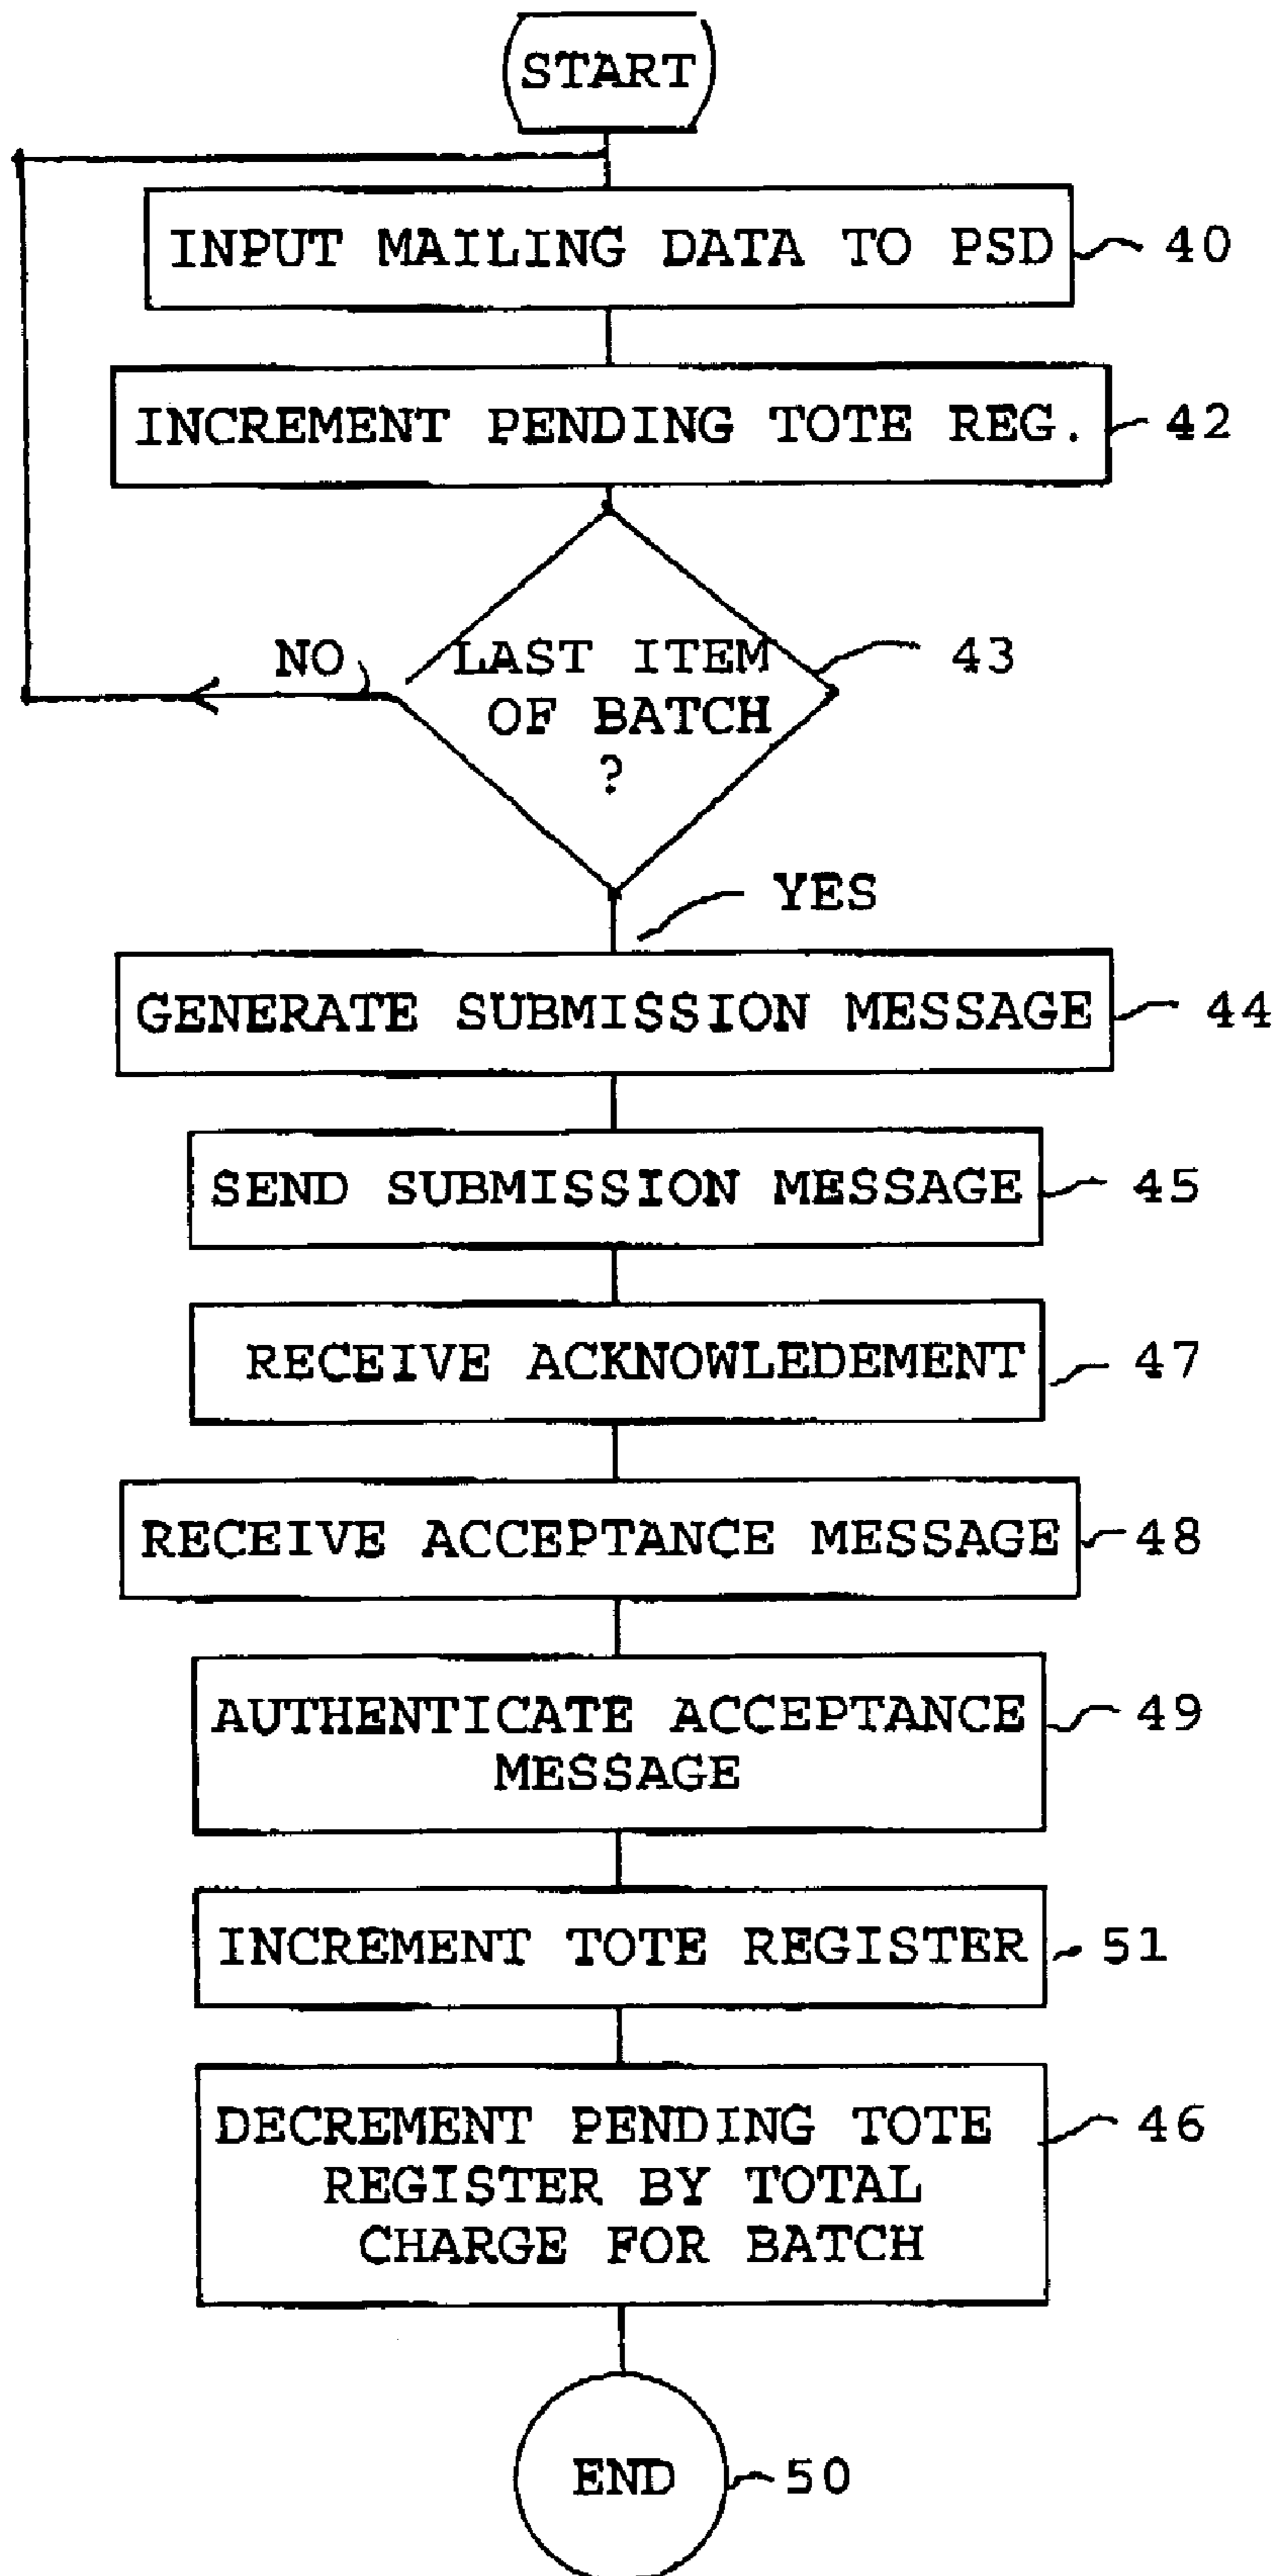 START
INPUT MAILING DATA TO PSD 40
INCREMENT PENDING TOTE REG. 42
NO
LAST ITEM 43
OF BATCH
?
YES
GENERATE SUBMISSION MESSAGE 44
SEND SUBMISSION MESSAGE 45
RECEIVE ACKNOWLEDEMENT 47
RECEIVE ACCEPTANCE MESSAGE 48
AUTHENTICATE ACCEPTANCE 49
MESSAGE
INCREMENT TOTE REGISTER 51
DECREMENT PENDING TOTE 46
REGISTER BY TOTAL
CHARGE FOR BATCH
END 50